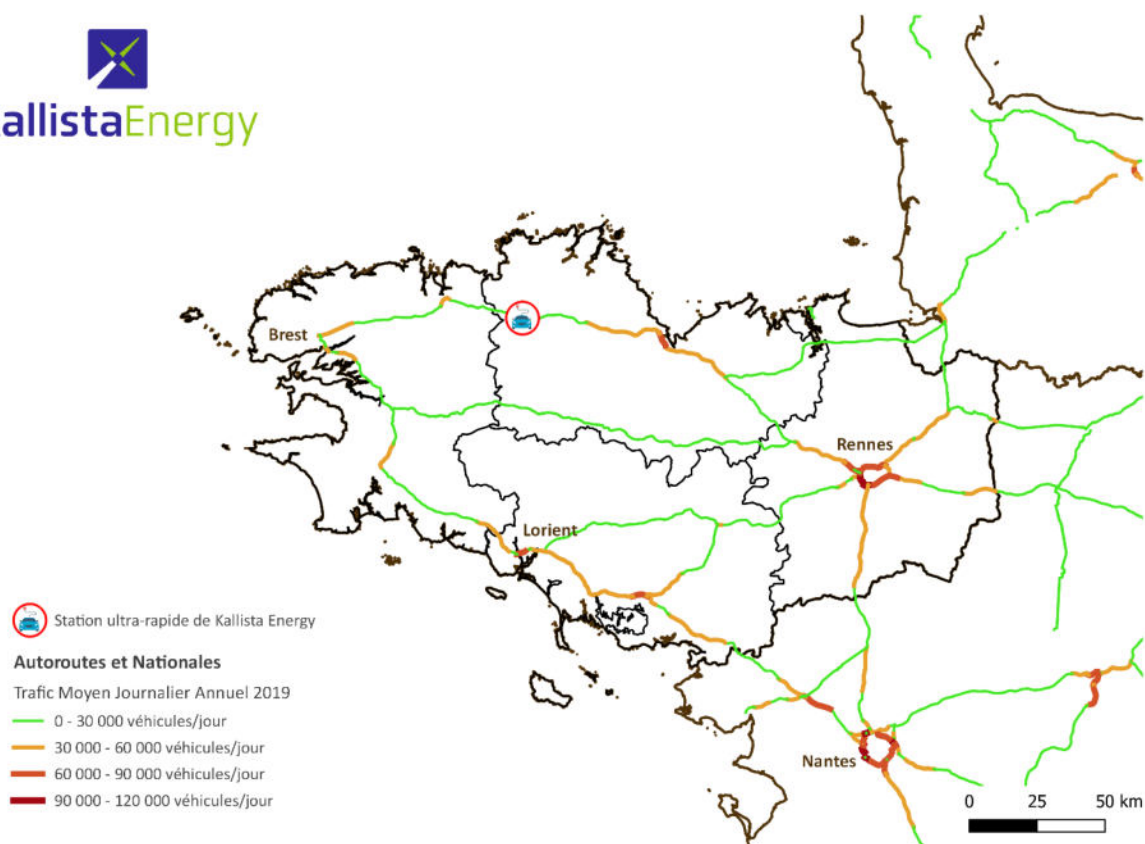 allistaEnergy
Brest
Rennes
Lorient
Nantes
Station ultra-rapide de Kallista Energy
Autoroutes et Nationales
Trafic Moyen Journalier Annuel 2019
0 - 30 000 véhicules/jour
30 000 - 60 000 véhicules/jour
60 000 - 90 000 véhicules/jour
90 000 - 120 000 véhicules/jour
0 25 50 km